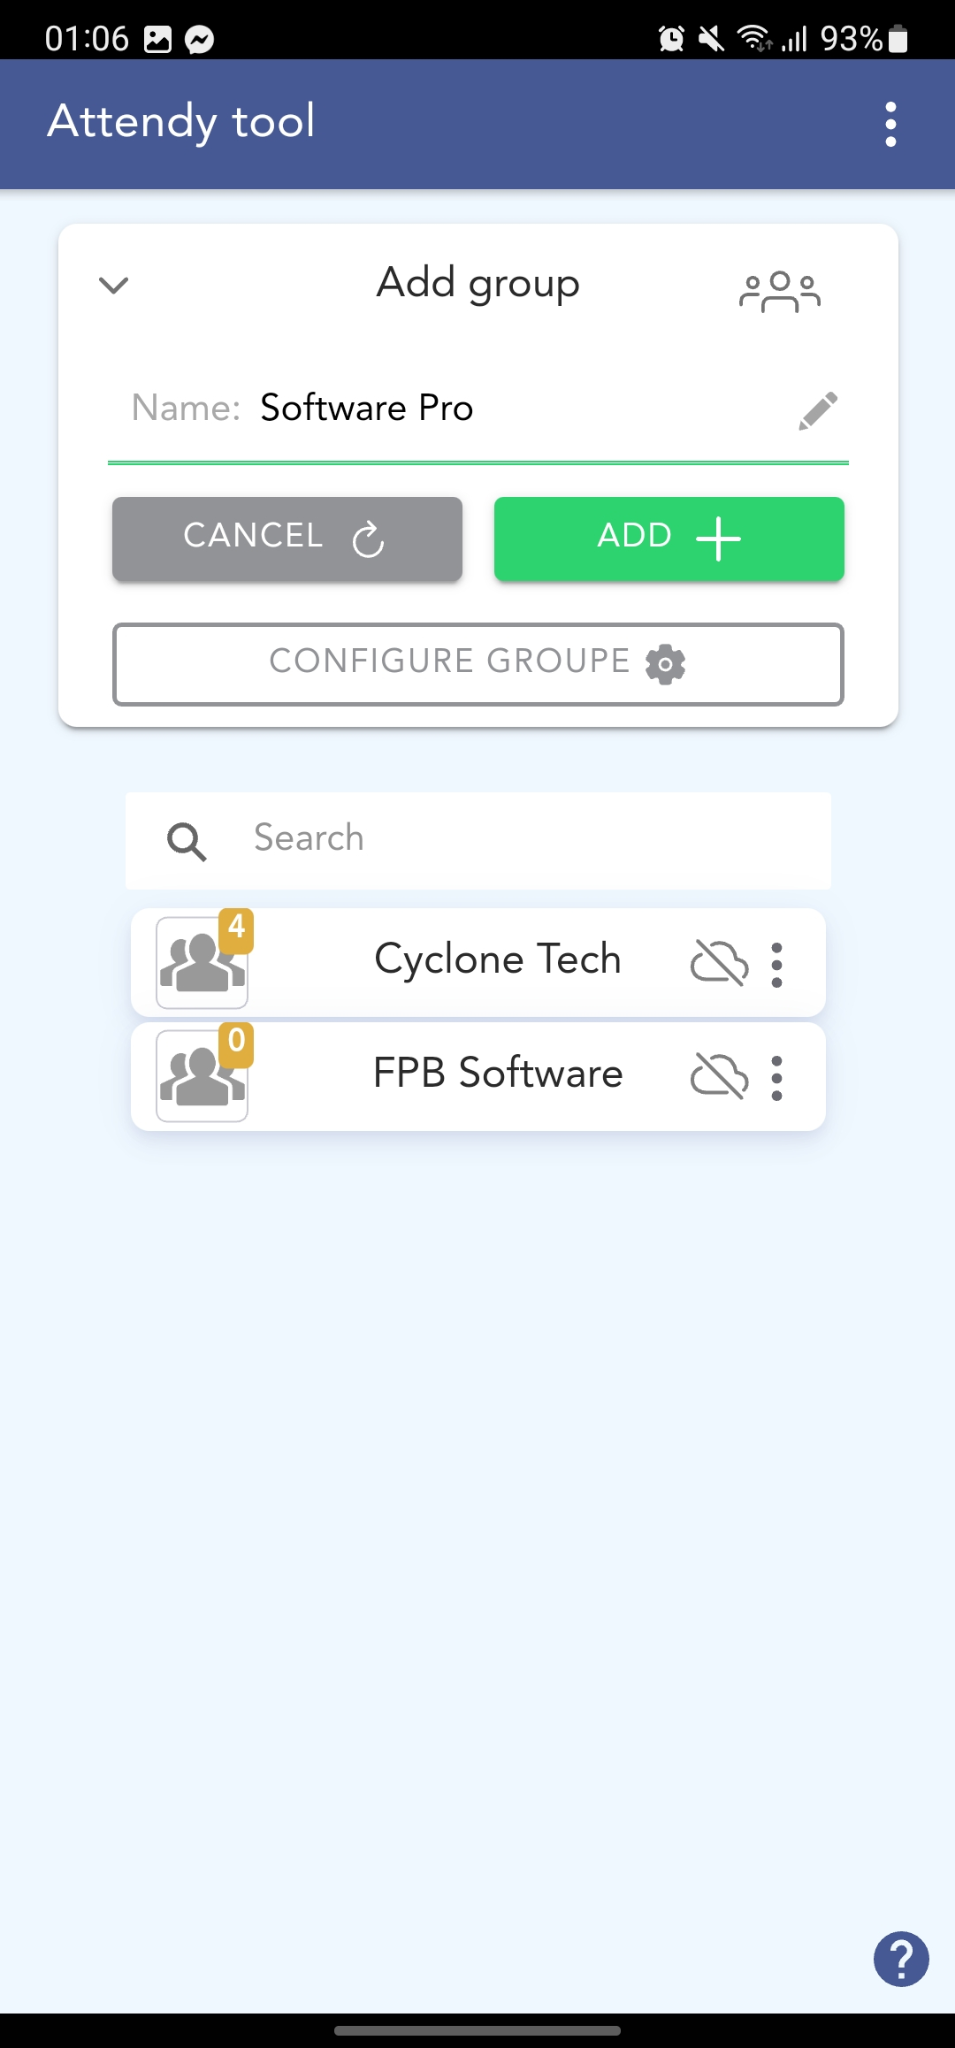 01:06 93%
Attendy tool
Add group
Name: Software Pro
CANCEL ADD
CONFIGURE GROUPE
Search
4
Cyclone Tech
0
FPB Software
?